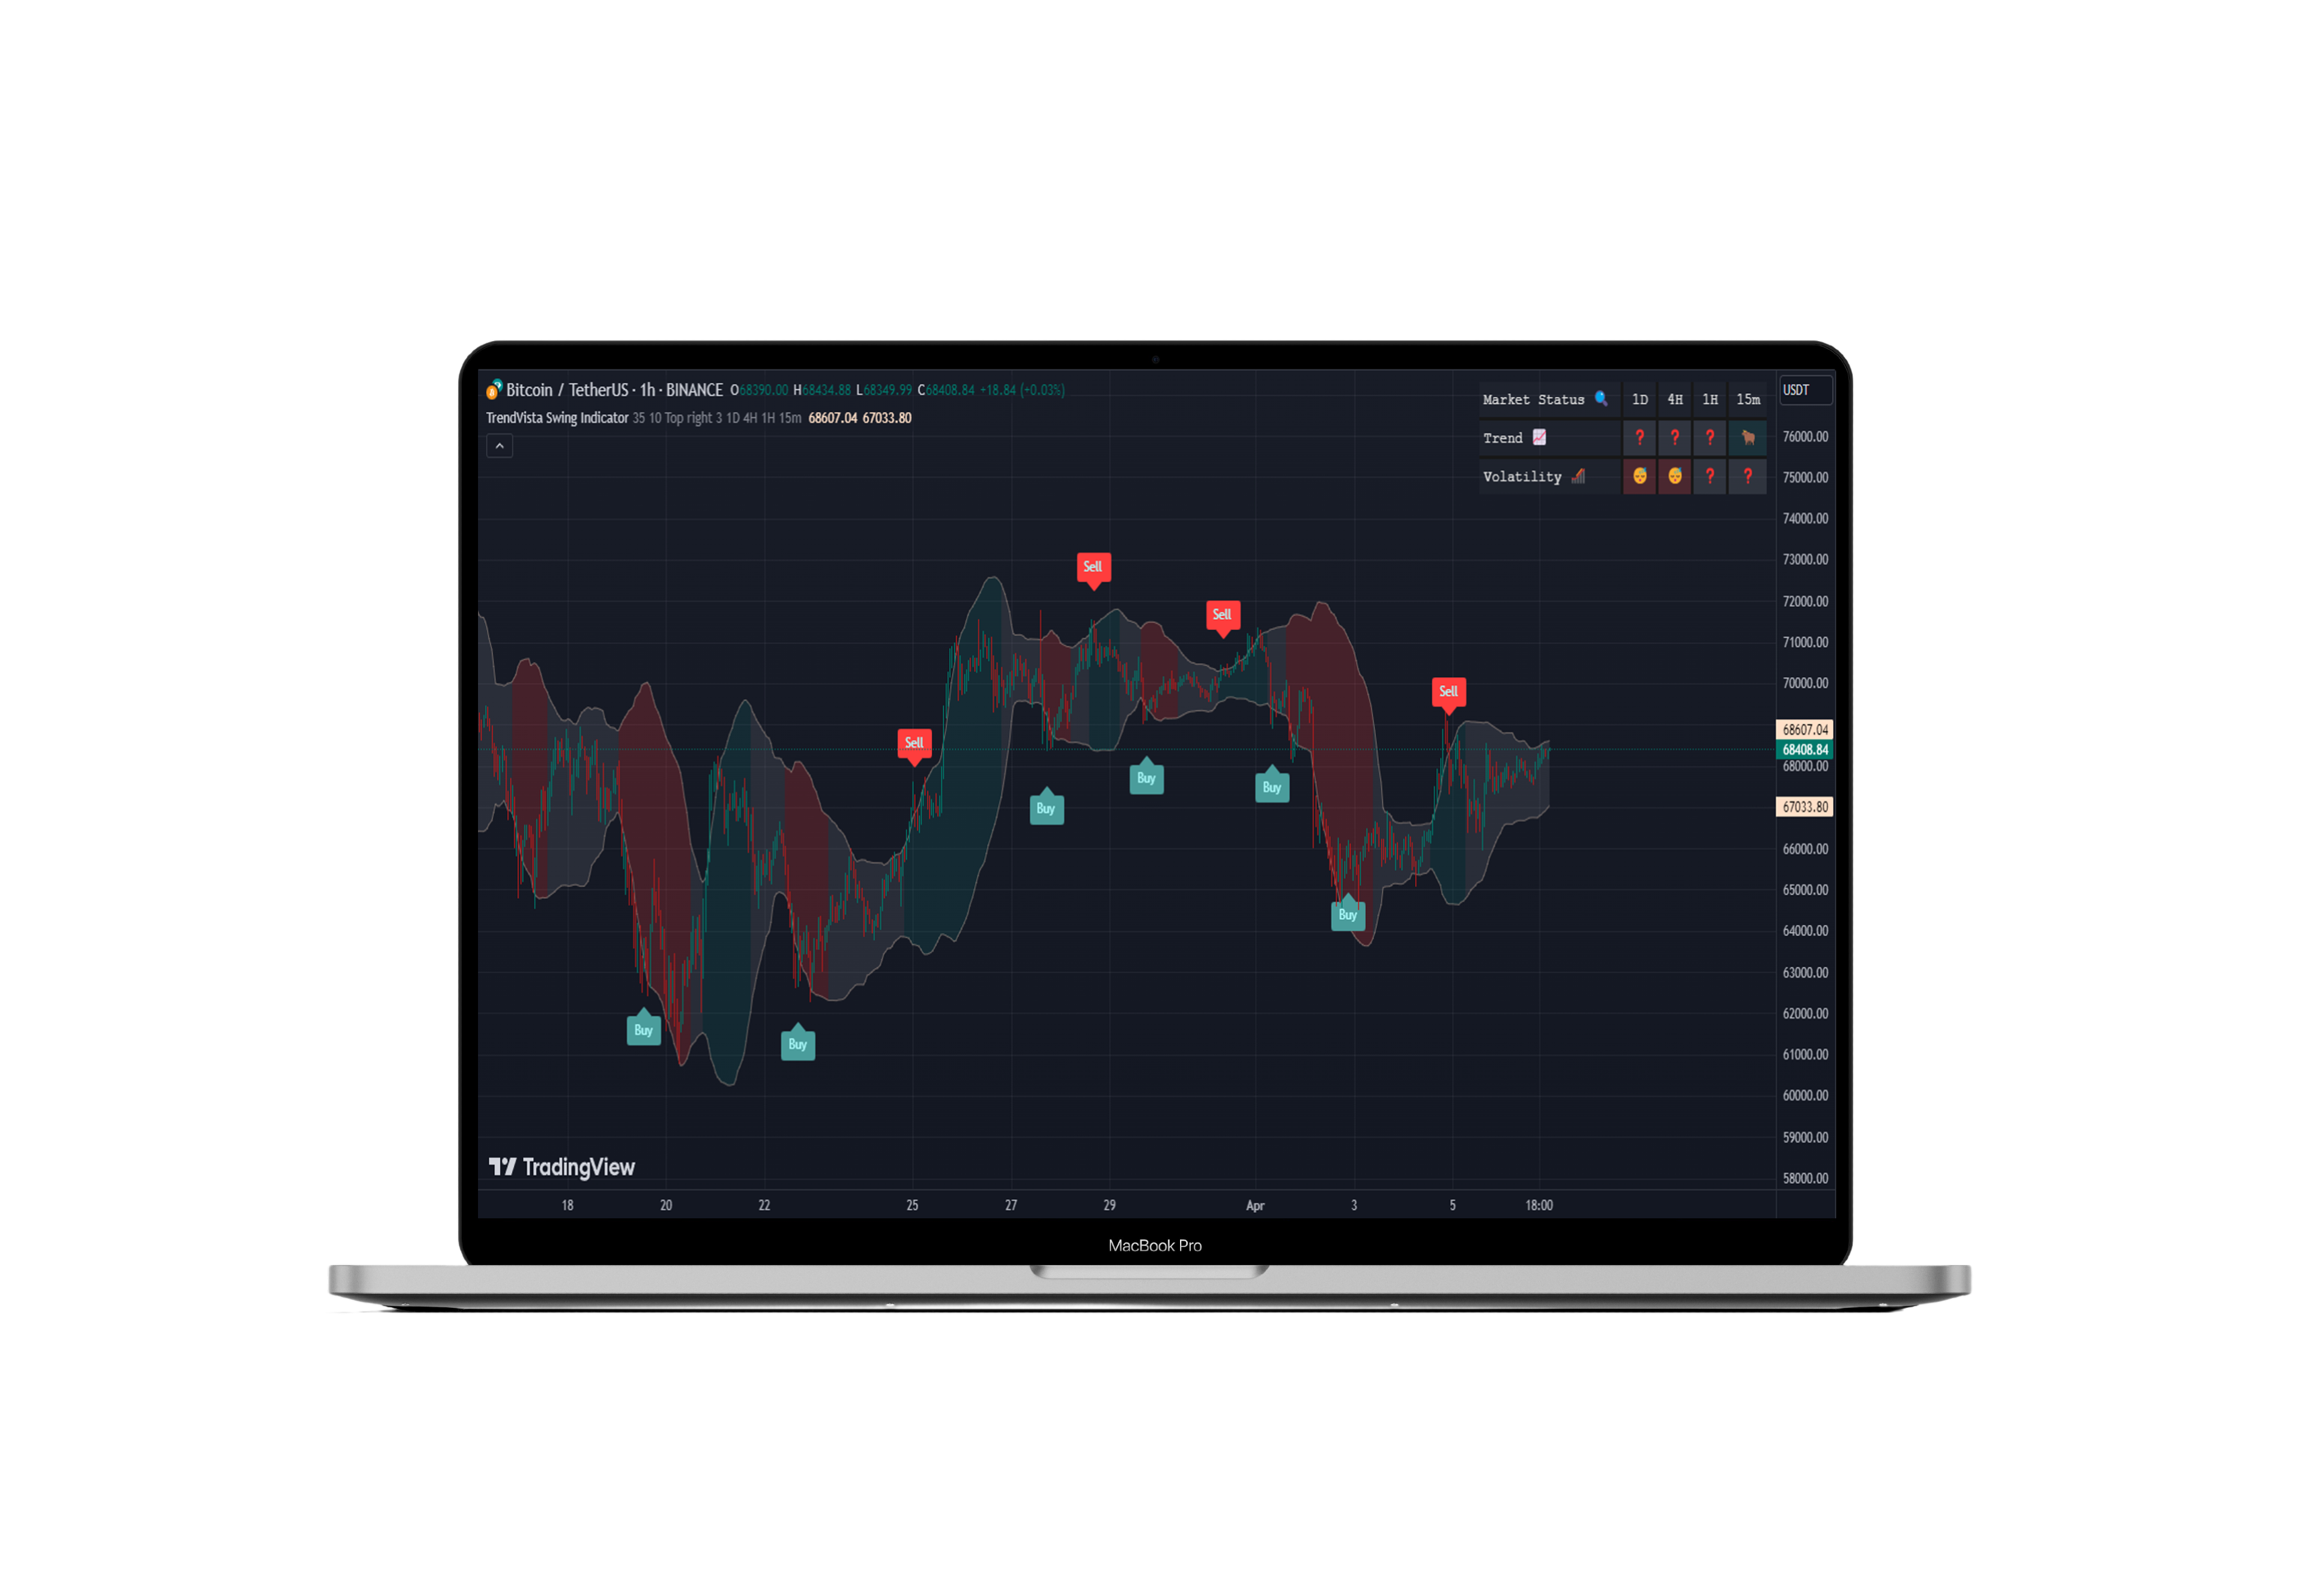 Bitcoin / TetherUS · 1h · BINANCE O68390.00 H68434.88 L68349.99 C68408.84 +18.84 (+0.03%)
TrendVista Swing Indicator 35 10 Top right 3 1D 4H 1H 15m 68607.04 67033.80
Market Status 1D 4H 1H 15m
Trend ? ? ?
Volatility ? ?
USDT
76000.00
75000.00
74000.00
73000.00
72000.00
71000.00
70000.00
68607.04
68408.84
68000.00
67033.80
66000.00
65000.00
64000.00
63000.00
62000.00
61000.00
60000.00
59000.00
58000.00
Sell
Sell
Sell
Sell
Buy
Buy
Buy
Buy
Buy
Buy
TradingView
18 20 22 25 27 29 Apr 3 5 18:00
MacBook Pro